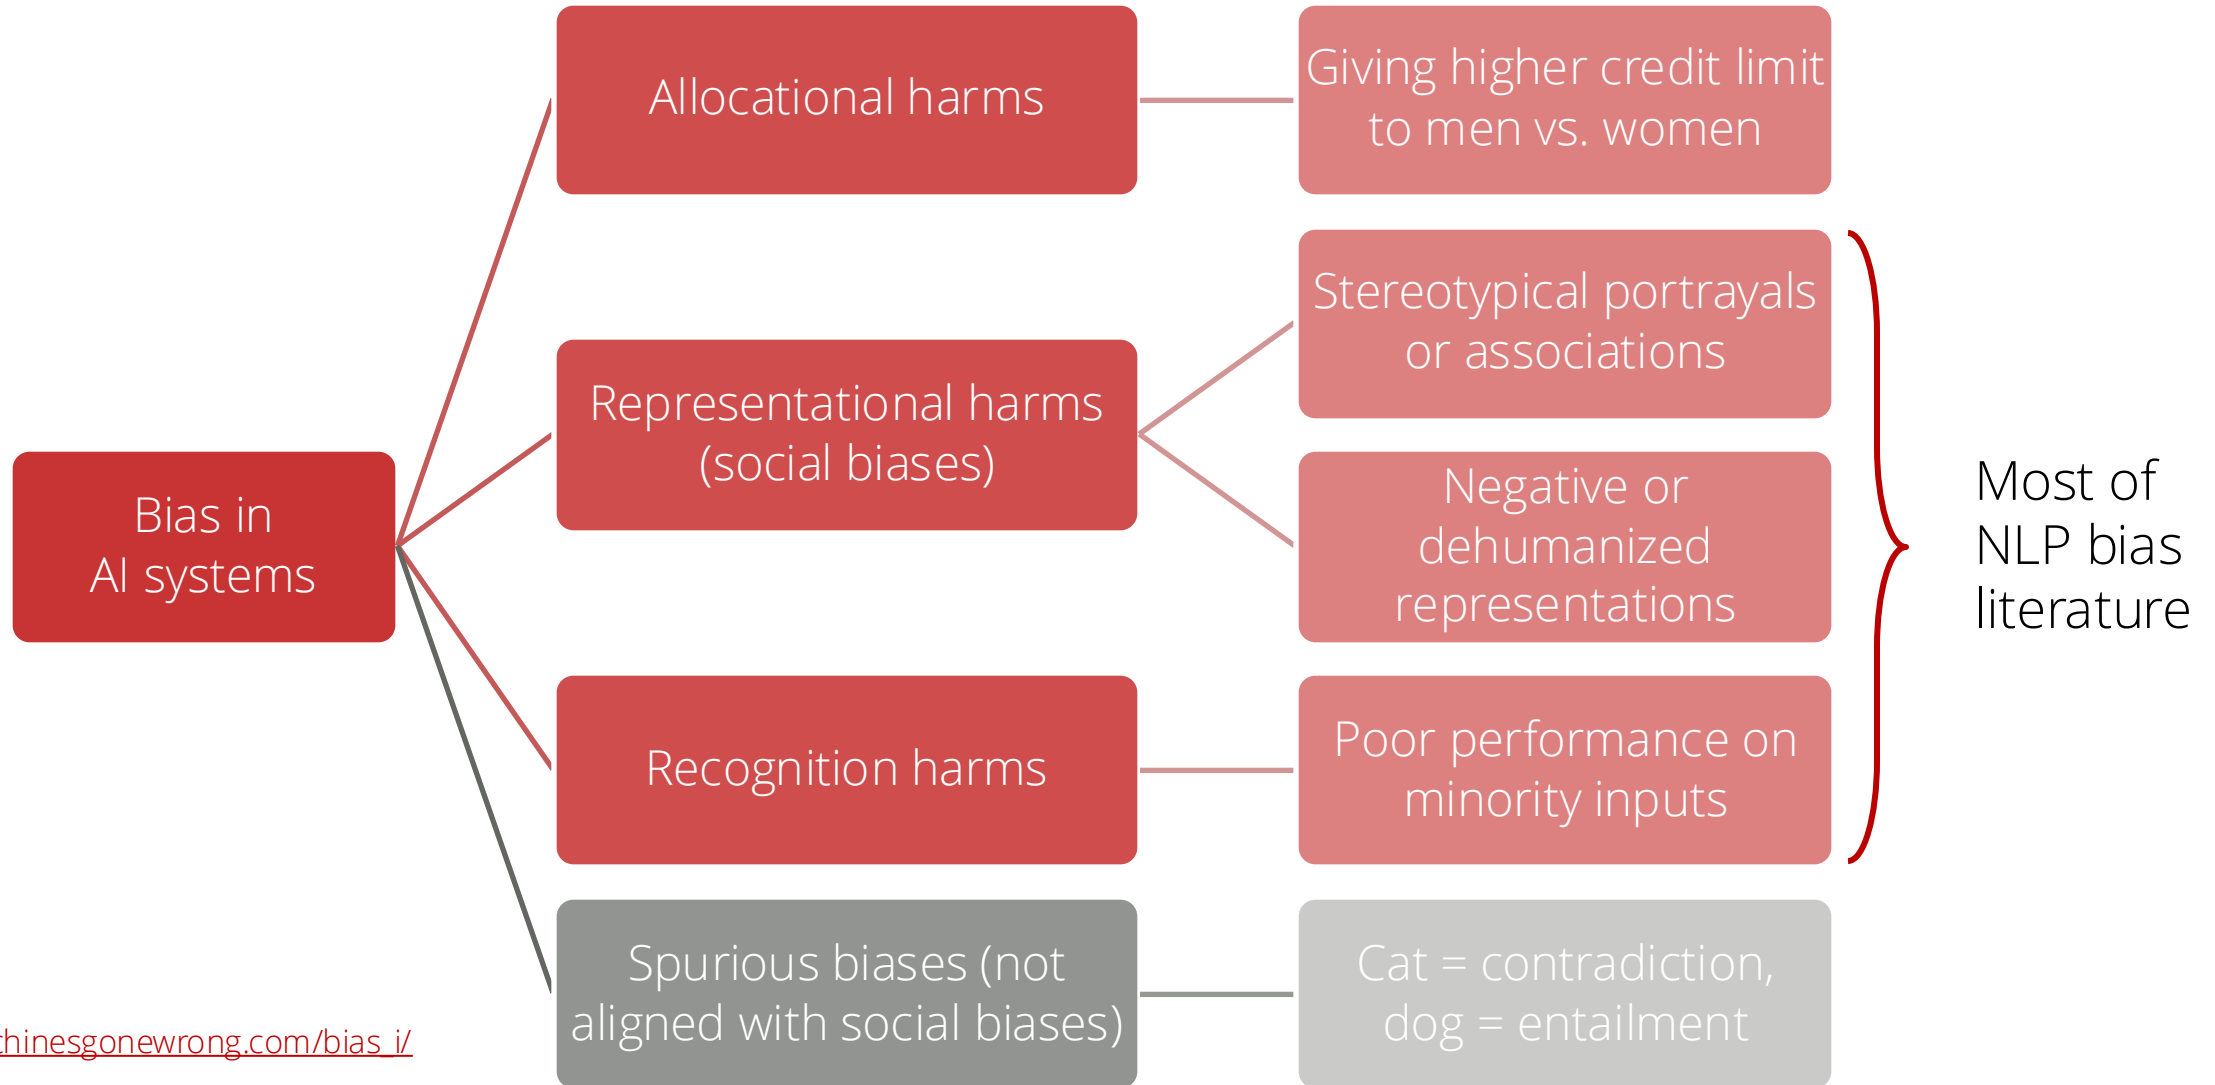 Allocational harms
Giving higher credit limit
to men vs. women
Stereotypical portrayals
or associations
Representational harms
(social biases)
Negative or
dehumanized
representations
Bias in
AI systems
Most of
NLP bias
literature
Recognition harms
Poor performance on
minority inputs
Spurious biases (not
aligned with social biases)
Cat = contradiction,
dog = entailment
chinesgonewrong.com/bias_i/